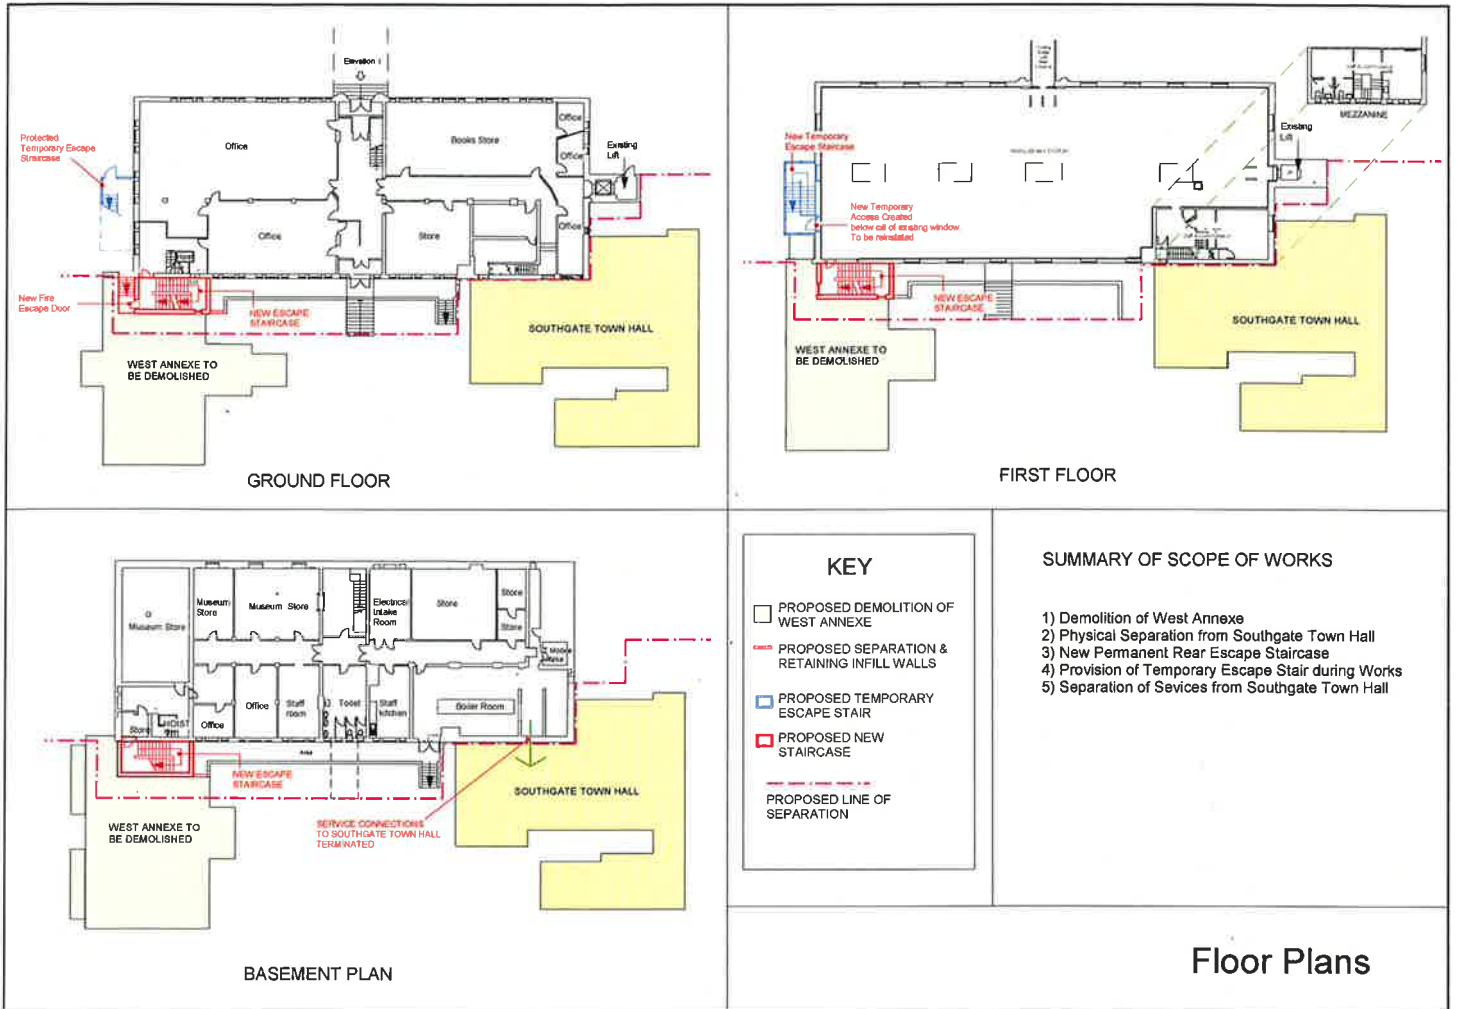 Elevation 1
Protected
Temporary Escape
Office
Books Store
Office
Office
Existing
Lift
Office
Store
Office
New Fire
Escape Door
NEW ESCAPE
STAIRCASE
SOUTHGATE TOWN HALL
WEST ANNEXE TO
BE DEMOLISHED
GROUND FLOOR
MEZZANINE
New Temporary
Escape Staircase
Existing
Lift
New Temporary
Access Created
below cill of existing window
To be reinstated
NEW ESCAPE
STAIRCASE
SOUTHGATE TOWN HALL
WEST ANNEXE TO
BE DEMOLISHED
FIRST FLOOR
Museum Store
Museum
Store
Museum Store
Electrical
Intake
Room
Store
Store
Store
Store
Office
Office
Staff
room
Toilet
Staff
kitchen
Boiler Room
Area
NEW ESCAPE
STAIRCASE
SERVICE CONNECTIONS
TO SOUTHGATE TOWN HALL
TERMINATED
SOUTHGATE TOWN HALL
WEST ANNEXE TO
BE DEMOLISHED
BASEMENT PLAN
KEY
PROPOSED DEMOLITION OF
WEST ANNEXE
PROPOSED SEPARATION &
RETAINING INFILL WALLS
PROPOSED TEMPORARY
ESCAPE STAIR
PROPOSED NEW
STAIRCASE
PROPOSED LINE OF
SEPARATION
SUMMARY OF SCOPE OF WORKS
1) Demolition of West Annexe
2) Physical Separation from Southgate Town Hall
3) New Permanent Rear Escape Staircase
4) Provision of Temporary Escape Stair during Works
5) Separation of Sevices from Southgate Town Hall
Floor Plans